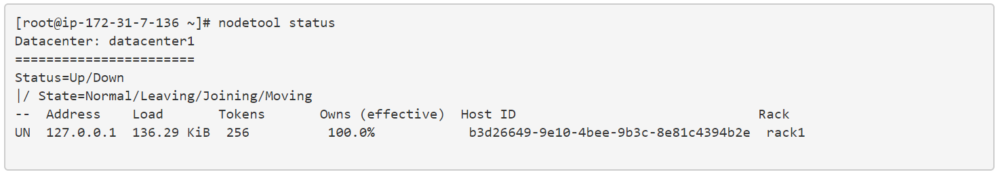 [root@ip-172-31-7-136 ~]# nodetool status
Datacenter: datacenter1
=======================
Status=Up/Down
|/ State=Normal/Leaving/Joining/Moving
--  Address    Load       Tokens       Owns (effective)  Host ID                               Rack
UN  127.0.0.1  136.29 KiB  256          100.0%            b3d26649-9e10-4bee-9b3c-8e81c4394b2e  rack1